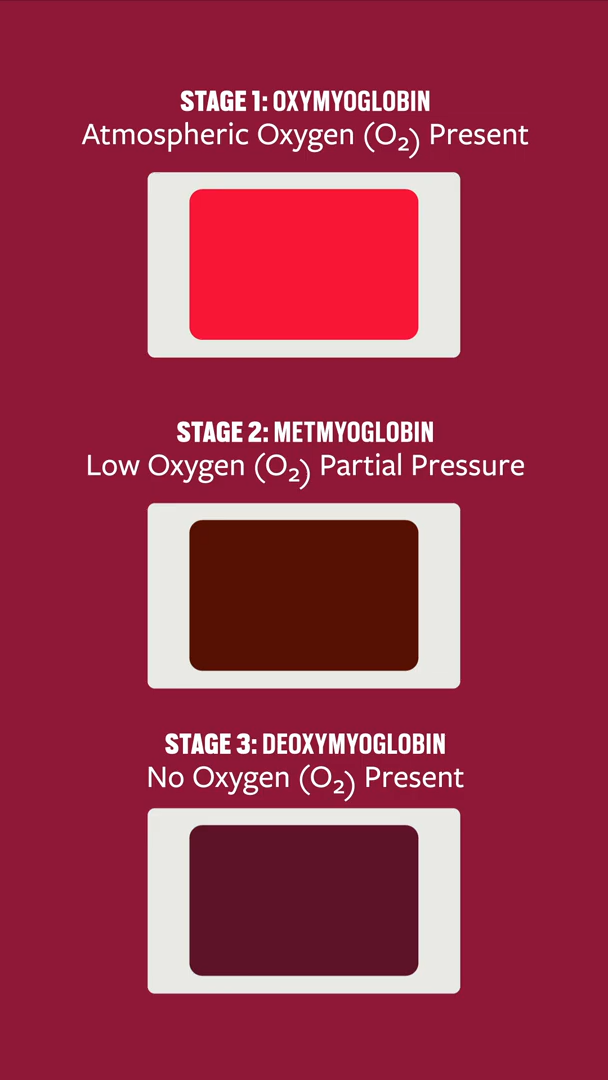 STAGE 1: OXYMYOGLOBIN
Atmospheric Oxygen (O₂) Present
STAGE 2: METMYOGLOBIN
Low Oxygen (O₂) Partial Pressure
STAGE 3: DEOXYMYOGLOBIN
No Oxygen (O₂) Present